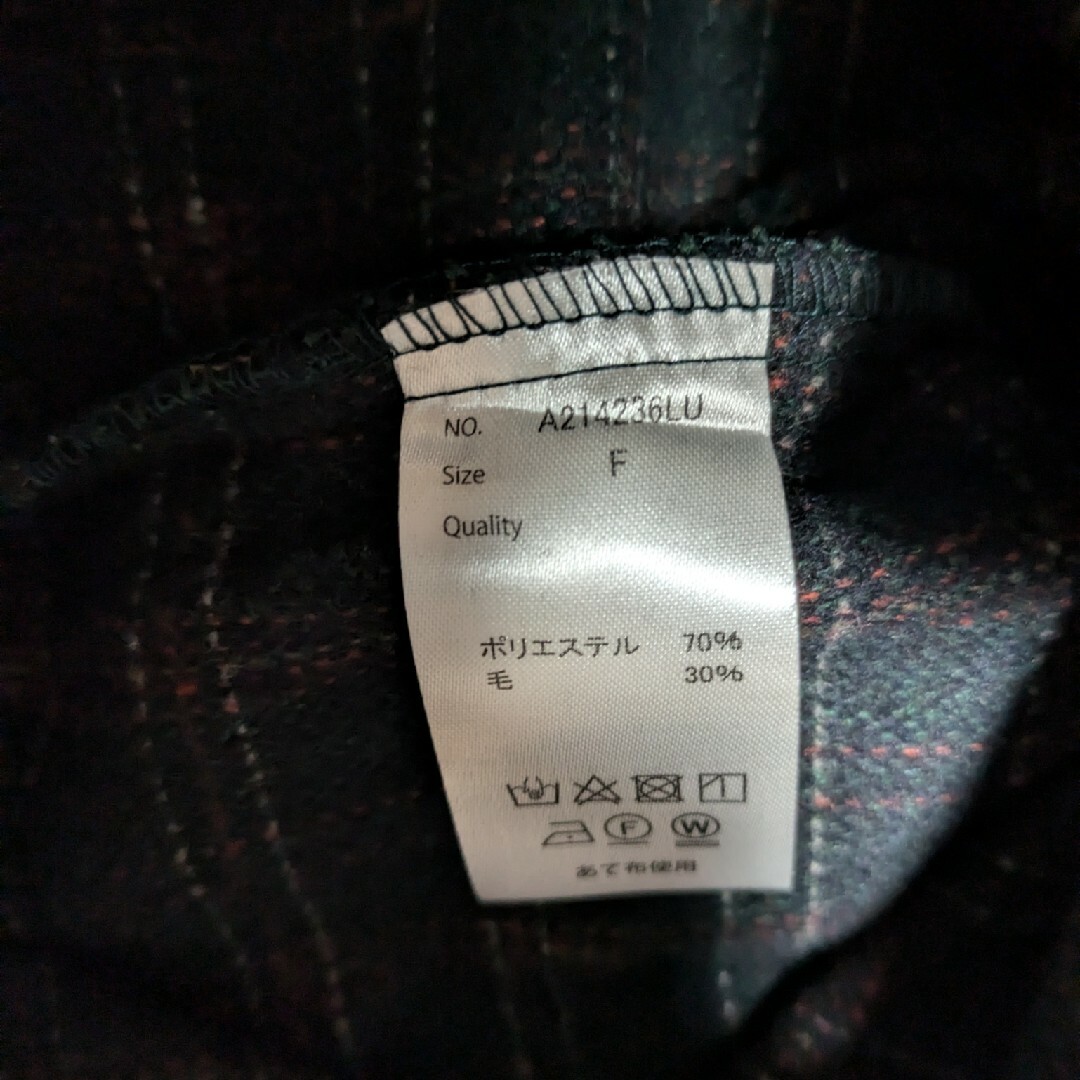 NO. A214236LU
Size F
Quality
ポリエステル 70%
毛 30%
F W
あて布使用